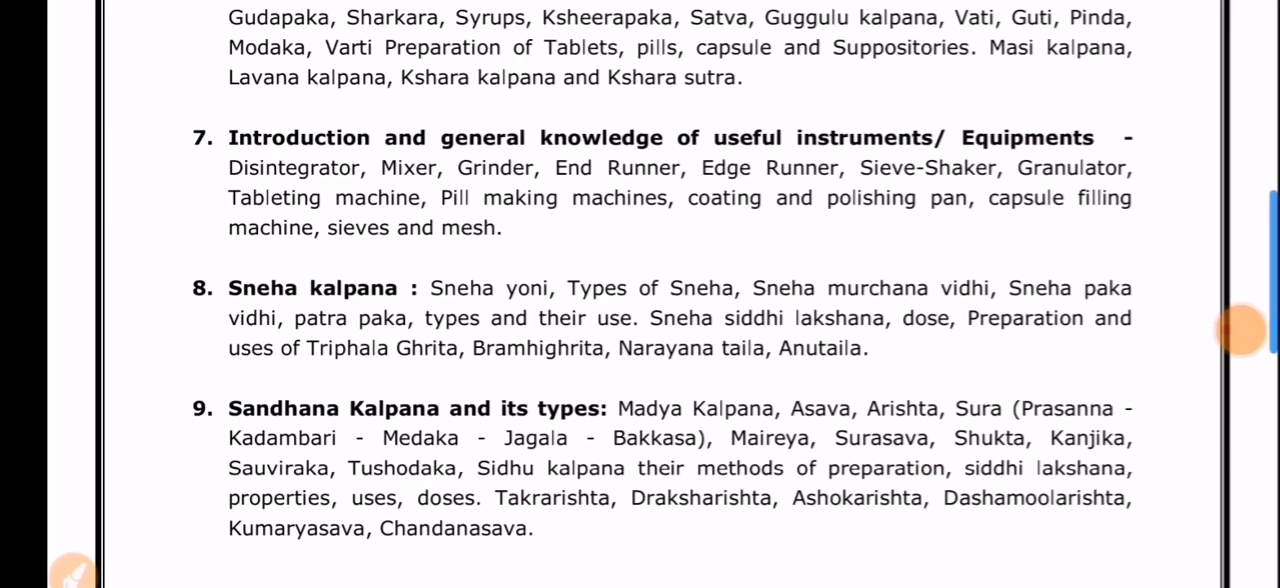 Gudapaka, Sharkara, Syrups, Ksheerapaka, Satva, Guggulu kalpana, Vati, Guti, Pinda,
Modaka, Varti Preparation of Tablets, pills, capsule and Suppositories. Masi kalpana,
Lavana kalpana, Kshara kalpana and Kshara sutra.
7. Introduction and general knowledge of useful instruments/ Equipments -
Disintegrator, Mixer, Grinder, End Runner, Edge Runner, Sieve-Shaker, Granulator,
Tableting machine, Pill making machines, coating and polishing pan, capsule filling
machine, sieves and mesh.
8. Sneha kalpana : Sneha yoni, Types of Sneha, Sneha murchana vidhi, Sneha paka
vidhi, patra paka, types and their use. Sneha siddhi lakshana, dose, Preparation and
uses of Triphala Ghrita, Bramhighrita, Narayana taila, Anutaila.
9. Sandhana Kalpana and its types: Madya Kalpana, Asava, Arishta, Sura (Prasanna -
Kadambari - Medaka - Jagala - Bakkasa), Maireya, Surasava, Shukta, Kanjika,
Sauviraka, Tushodaka, Sidhu kalpana their methods of preparation, siddhi lakshana,
properties, uses, doses. Takrarishta, Draksharishta, Ashokarishta, Dashamoolarishta,
Kumaryasava, Chandanasava.